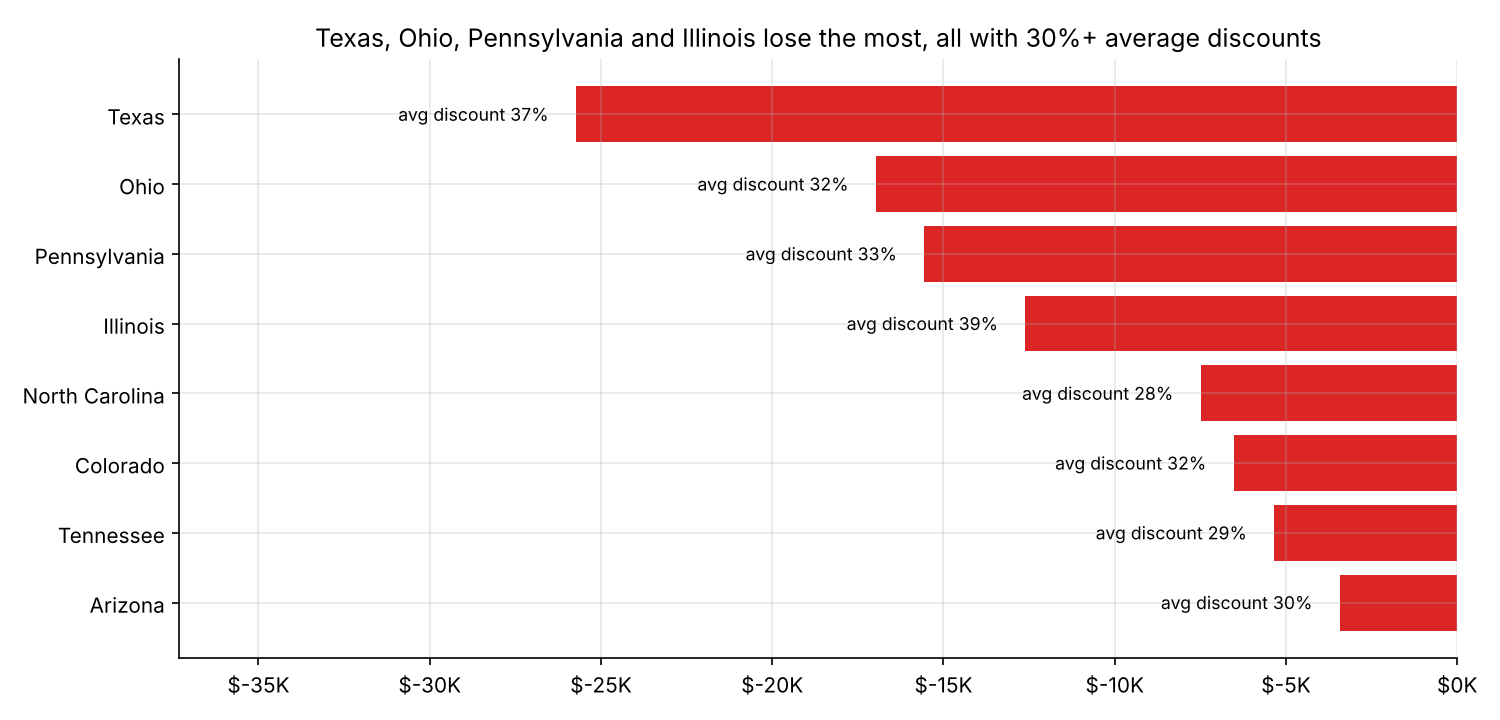 Texas, Ohio, Pennsylvania and Illinois lose the most, all with 30%+ average discounts
Texas
avg discount 37%
Ohio
avg discount 32%
Pennsylvania
avg discount 33%
Illinois
avg discount 39%
North Carolina
avg discount 28%
Colorado
avg discount 32%
Tennessee
avg discount 29%
Arizona
avg discount 30%
$-35K
$-30K
$-25K
$-20K
$-15K
$-10K
$-5K
$0K